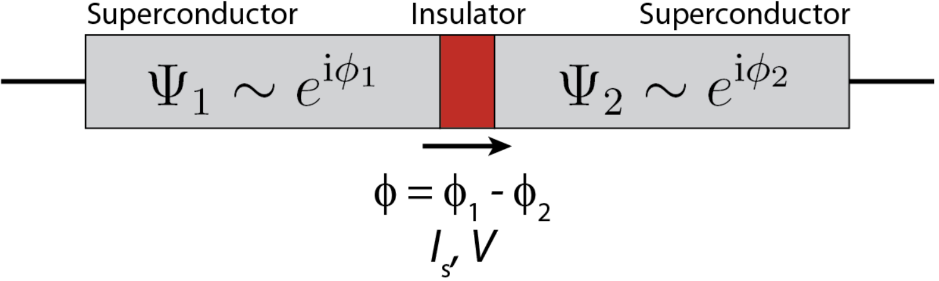 Superconductor Insulator Superconductor
Ψ₁ ∼ e^{iϕ₁} Ψ₂ ∼ e^{iϕ₂}
ϕ = ϕ₁ - ϕ₂
Iₛ, V